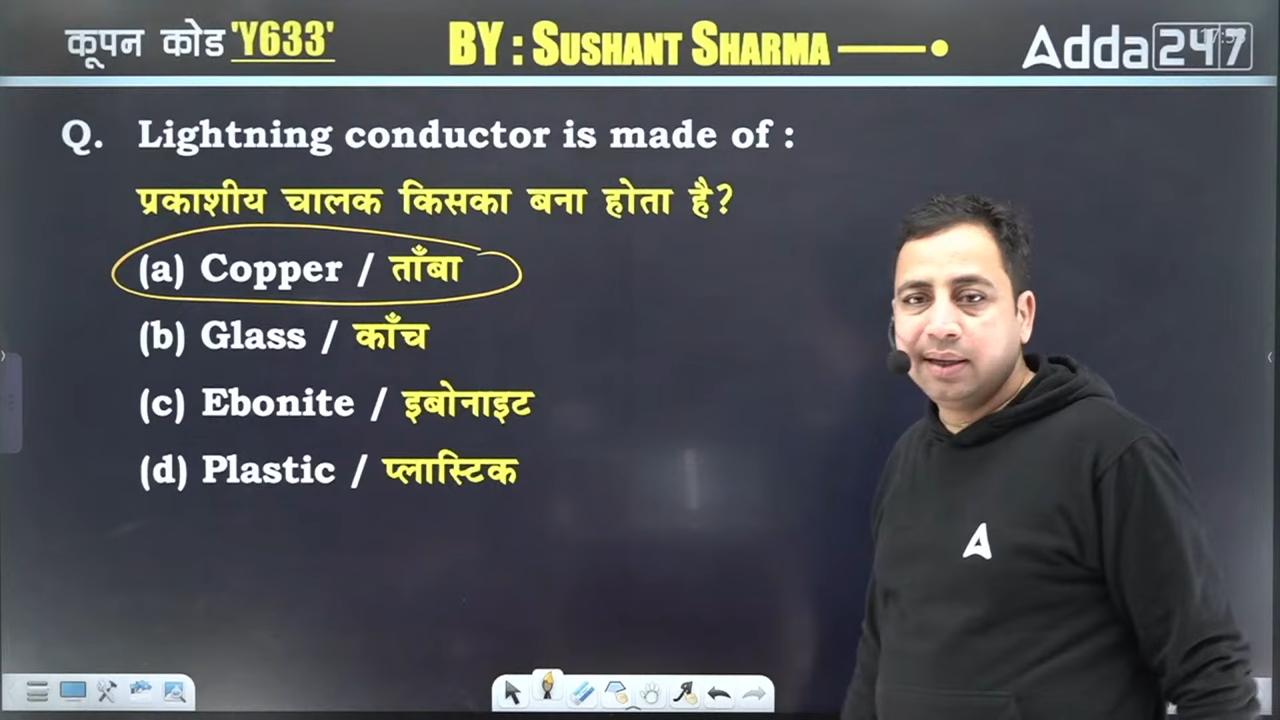 कूपन कोड 'Y633' BY : SUSHANT SHARMA Adda247
Q. Lightning conductor is made of :
प्रकाशीय चालक किसका बना होता है?
(a) Copper / ताँबा
(b) Glass / काँच
(c) Ebonite / इबोनाइट
(d) Plastic / प्लास्टिक